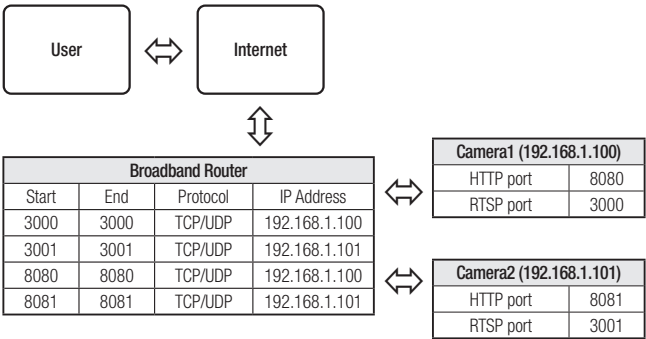 User
Internet
Broadband Router
Start End Protocol IP Address
3000 3000 TCP/UDP 192.168.1.100
3001 3001 TCP/UDP 192.168.1.101
8080 8080 TCP/UDP 192.168.1.100
8081 8081 TCP/UDP 192.168.1.101
Camera1 (192.168.1.100)
HTTP port 8080
RTSP port 3000
Camera2 (192.168.1.101)
HTTP port 8081
RTSP port 3001